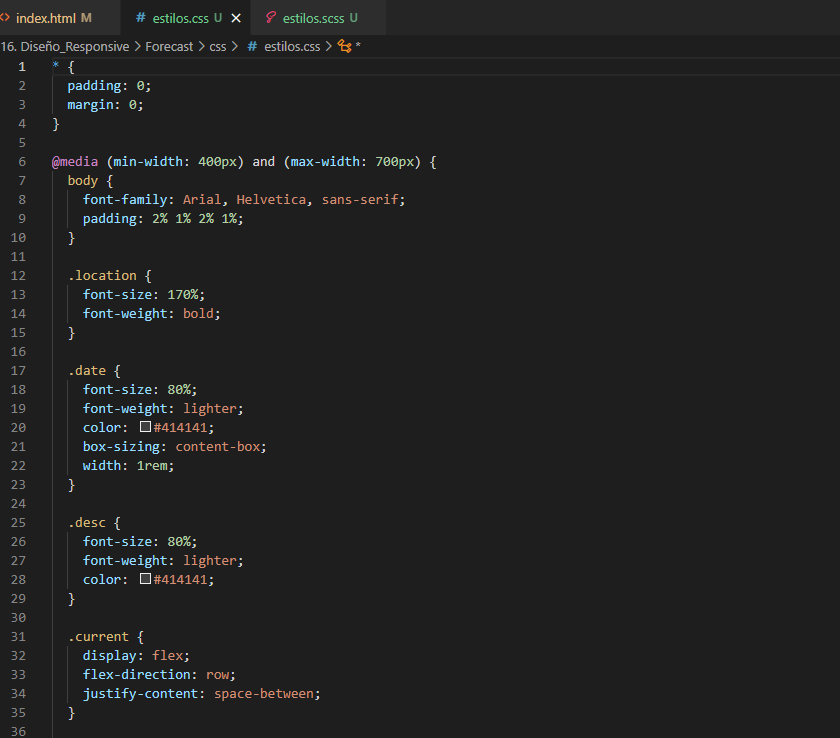 <> index.html M # estilos.css U × estilos.scss U
16. Diseño_Responsive > Forecast > css > # estilos.css > *
1 * {
2 padding: 0;
3 margin: 0;
4 }
5
6 @media (min-width: 400px) and (max-width: 700px) {
7 body {
8 font-family: Arial, Helvetica, sans-serif;
9 padding: 2% 1% 2% 1%;
10 }
11
12 .location {
13 font-size: 170%;
14 font-weight: bold;
15 }
16
17 .date {
18 font-size: 80%;
19 font-weight: lighter;
20 color: #414141;
21 box-sizing: content-box;
22 width: 1rem;
23 }
24
25 .desc {
26 font-size: 80%;
27 font-weight: lighter;
28 color: #414141;
29 }
30
31 .current {
32 display: flex;
33 flex-direction: row;
34 justify-content: space-between;
35 }
36